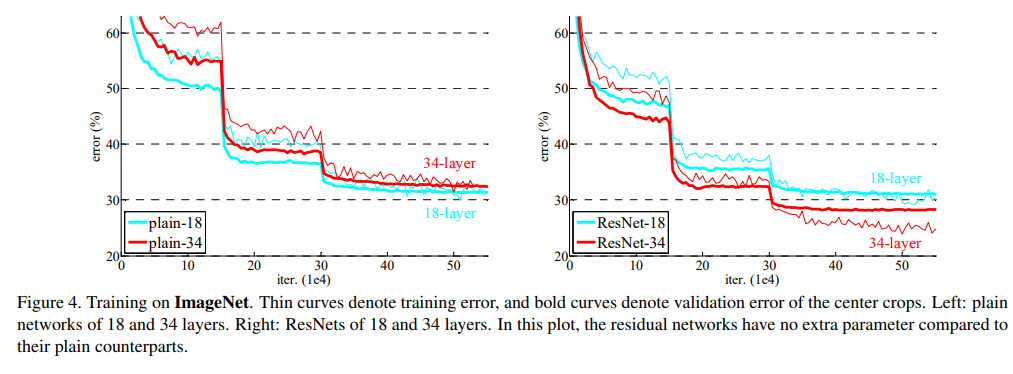 60
50
40
30
20
error (%)
34-layer
18-layer
plain-18
plain-34
0
10
20
30
40
50
iter. (1e4)
60
50
40
30
20
error (%)
18-layer
34-layer
ResNet-18
ResNet-34
0
10
20
30
40
50
iter. (1e4)
Figure 4. Training on ImageNet. Thin curves denote training error, and bold curves denote validation error of the center crops. Left: plain
networks of 18 and 34 layers. Right: ResNets of 18 and 34 layers. In this plot, the residual networks have no extra parameter compared to
their plain counterparts.